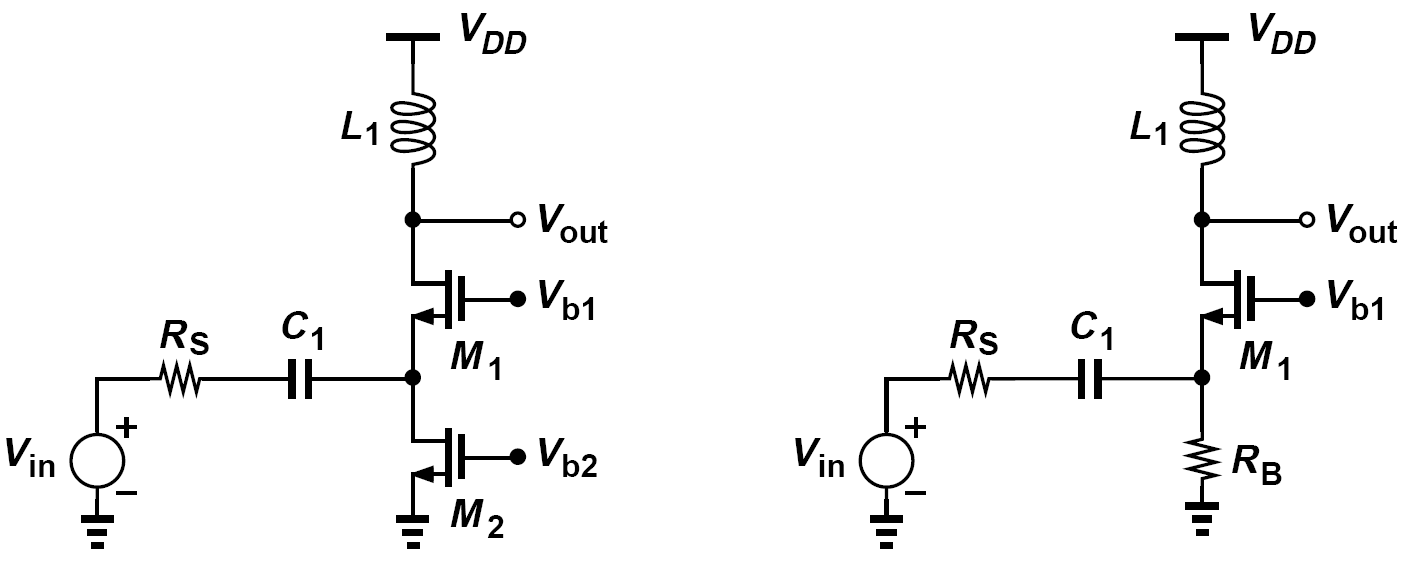 VDD
L1
Vout
Vb1
RS
C1
M1
Vin
+
−
Vb2
M2
VDD
L1
Vout
Vb1
RS
C1
M1
Vin
+
−
RB